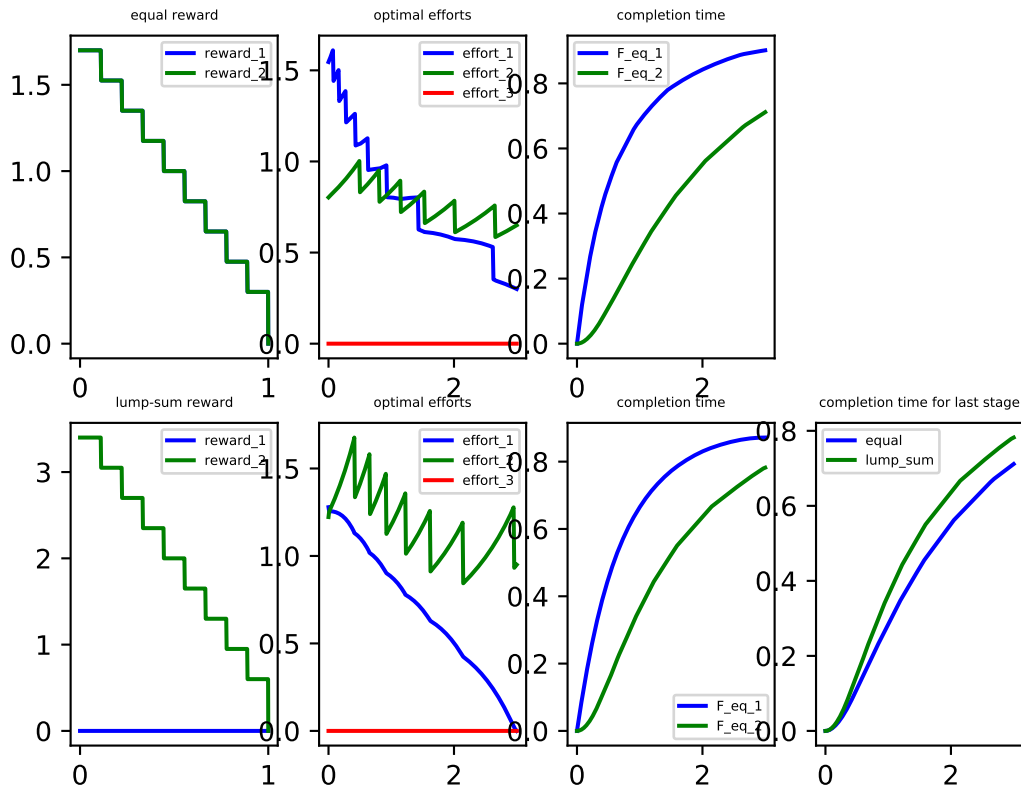 equal reward
optimal efforts
completion time
reward_1
reward_2
effort_1
effort_2
effort_3
F_eq_1
F_eq_2
1.5
1.0
0.5
0.0
1.5
1.0
0.5
0.0
0.8
0.6
0.4
0.2
0.0
0
1
0
2
0
2
lump-sum reward
optimal efforts
completion time
completion time for last stage
reward_1
reward_2
effort_1
effort_2
effort_3
F_eq_1
F_eq_2
equal
lump_sum
3
2
1
0
1.5
1.0
0.5
0.0
0.8
0.6
0.4
0.2
0.0
0.8
0.6
0.4
0.2
0.0
0
1
0
2
0
2
0
2